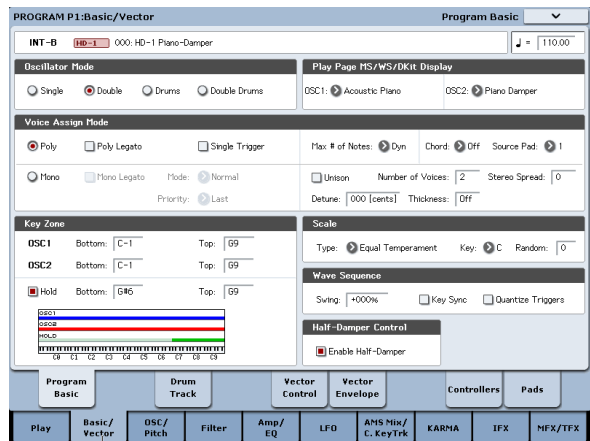 PROGRAM P1:Basic/Vector Program Basic
INT-B HD-1 000: HD-1 Piano-Damper ♩ = 110.00
Oscillator Mode
Single Double Drums Double Drums
Play Page MS/WS/DKit Display
OSC1: Acoustic Piano OSC2: Piano Damper
Voice Assign Mode
Poly Poly Legato Single Trigger Max # of Notes: Dyn Chord: Off Source Pad: 1
Mono Mono Legato Mode: Normal Unison Number of Voices: 2 Stereo Spread: 0
Priority: Last Detune: 000 [cents] Thickness: Off
Key Zone
OSC1 Bottom: C-1 Top: G9
OSC2 Bottom: C-1 Top: G9
Hold Bottom: G#6 Top: G9
OSC1
OSC2
HOLD
C0 C1 C2 C3 C4 C5 C6 C7 C8 C9
Scale
Type: Equal Temperament Key: C Random: 0
Wave Sequence
Swing: +000% Key Sync Quantize Triggers
Half-Damper Control
Enable Half-Damper
Program Basic
Drum Track
Vector Control
Vector Envelope
Controllers
Pads
Play
Basic/ Vector
OSC/ Pitch
Filter
Amp/ EQ
LFO
AMS Mix/ C. KeyTrk
KARMA
IFX
MFX/TFX